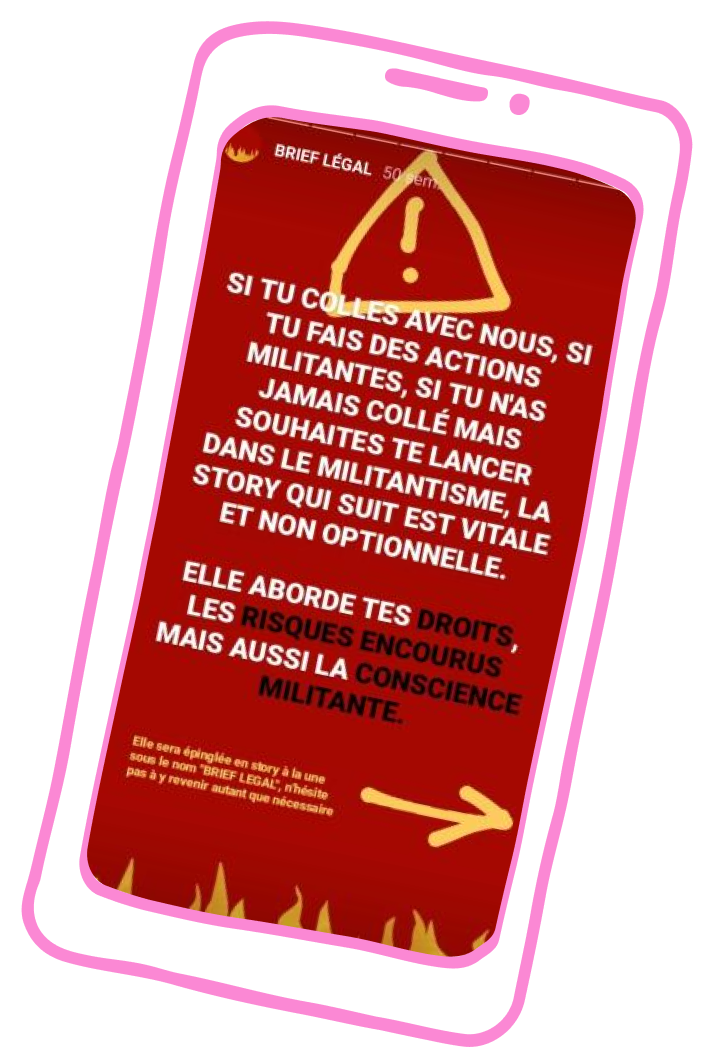 BRIEF LÉGAL 50 sem.
SI TU COLLES AVEC NOUS, SI
TU FAIS DES ACTIONS
MILITANTES, SI TU N'AS
JAMAIS COLLÉ MAIS
SOUHAITES TE LANCER
DANS LE MILITANTISME, LA
STORY QUI SUIT EST VITALE
ET NON OPTIONNELLE.
ELLE ABORDE TES DROITS,
LES RISQUES ENCOURUS
MAIS AUSSI LA CONSCIENCE
MILITANTE.
Elle sera épinglée en story à la une
sous le nom "BRIEF LEGAL", n'hésite
pas à y revenir autant que nécessaire